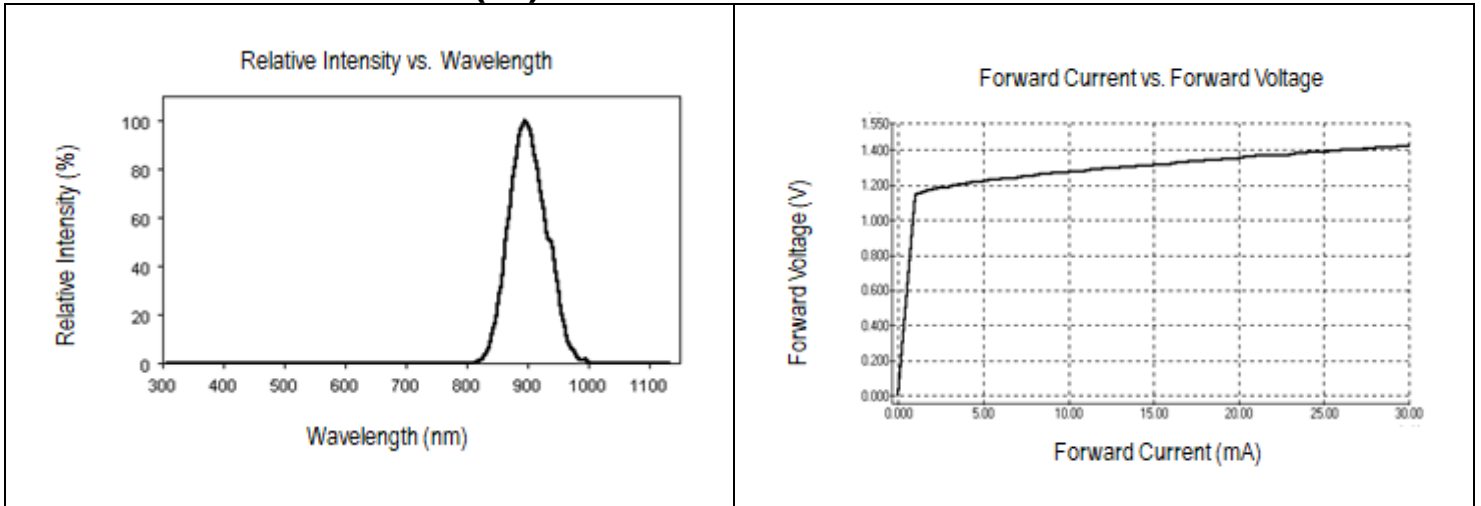 Relative Intensity vs. Wavelength
Relative Intensity (%)
100
80
60
40
20
0
300 400 500 600 700 800 900 1000 1100
Wavelength (nm)
Forward Current vs. Forward Voltage
Forward Voltage (V)
1.550
1.400
1.200
1.000
0.800
0.600
0.400
0.200
0.000
0.000 5.00 10.00 15.00 20.00 25.00 30.00
Forward Current (mA)